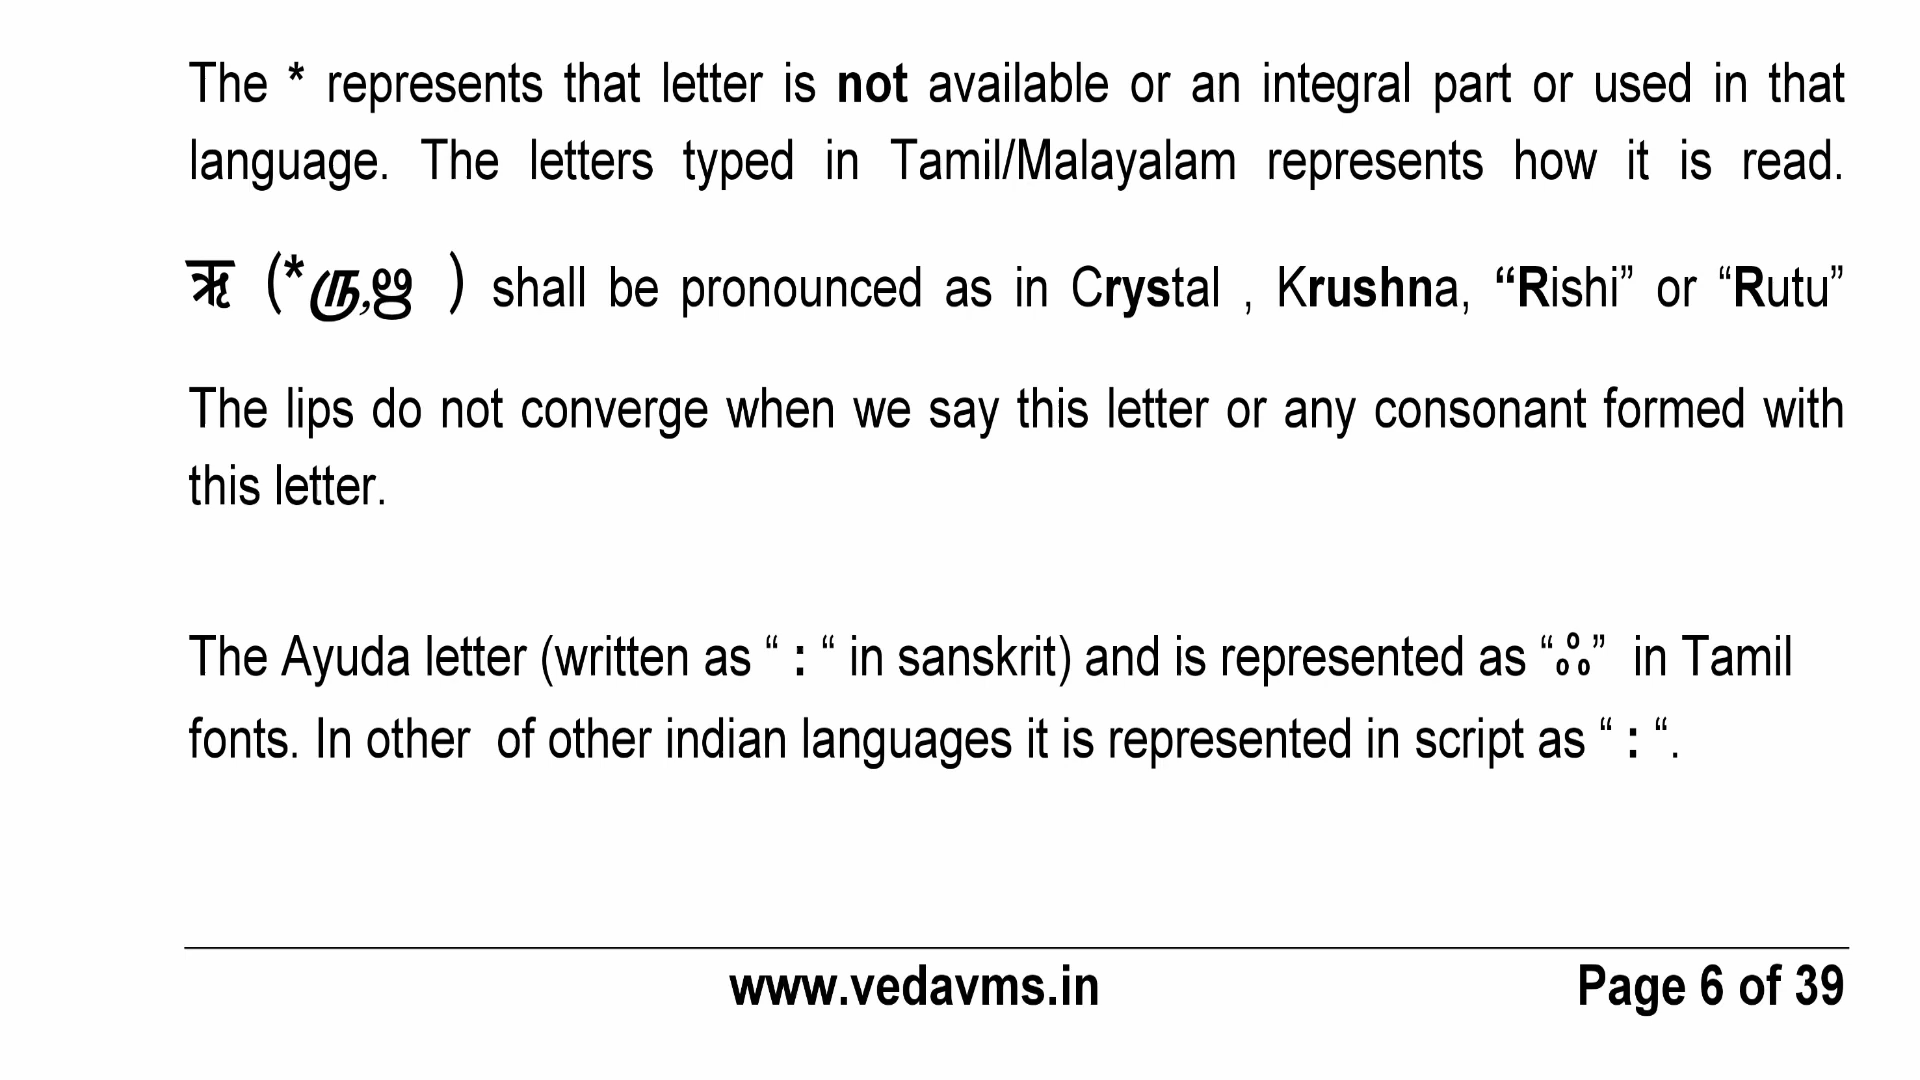 The * represents that letter is not available or an integral part or used in that
language. The letters typed in Tamil/Malayalam represents how it is read.
ऋ (*ரு,ஐ ) shall be pronounced as in Crystal , Krushna, “Rishi” or “Rutu”
The lips do not converge when we say this letter or any consonant formed with
this letter.
The Ayuda letter (written as “ : “ in sanskrit) and is represented as “ஃ” in Tamil
fonts. In other of other indian languages it is represented in script as “ : “.
www.vedavms.in Page 6 of 39